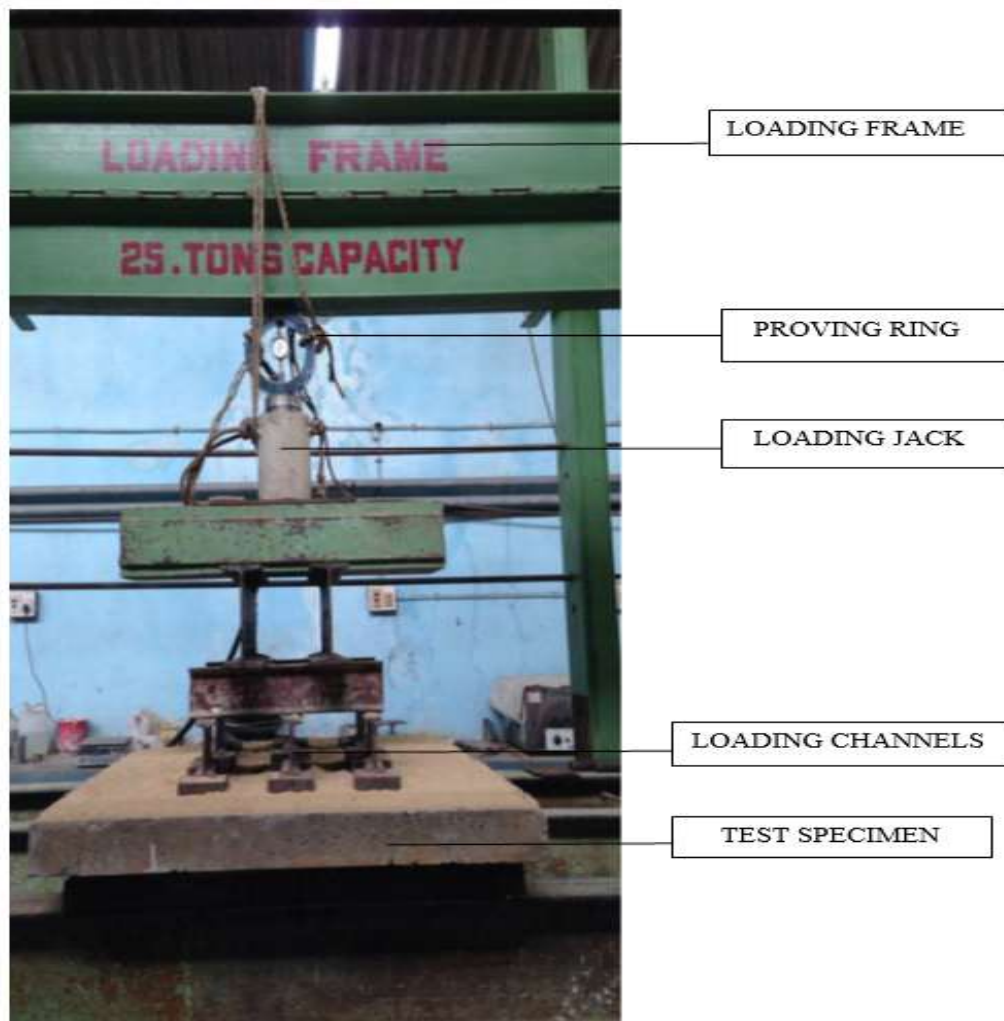 LOADING FRAME
25.TONS CAPACITY
LOADING FRAME
PROVING RING
LOADING JACK
LOADING CHANNELS
TEST SPECIMEN